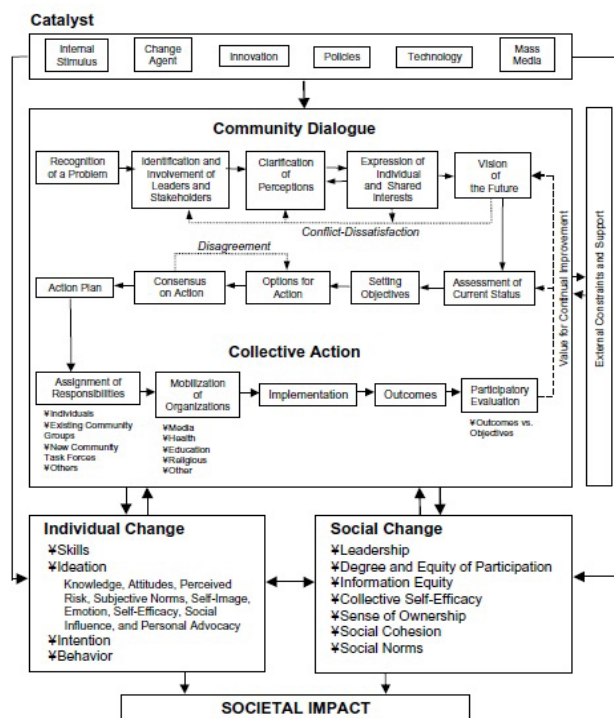 Catalyst
Internal
Stimulus
Change
Agent
Innovation
Policies
Technology
Mass
Media
Community Dialogue
Recognition
of a Problem
Identification and
Involvement of
Leaders and
Stakeholders
Clarification
of
Perceptions
Expression of
Individual
and Shared
Interests
Vision
of
the Future
Conflict-Dissatisfaction
Disagreement
Action Plan
Consensus
on Action
Options for
Action
Setting
Objectives
Assessment of
Current Status
Value for Continual Improvement
External Constraints and Support
Collective Action
Assignment of
Responsibilities
¥Individuals
¥Existing Community
Groups
¥New Community
Task Forces
¥Others
Mobilization
of
Organizations
¥Media
¥Health
¥Education
¥Religious
¥Other
Implementation
Outcomes
Participatory
Evaluation
¥Outcomes vs.
Objectives
Individual Change
¥Skills
¥Ideation
Knowledge, Attitudes, Perceived
Risk, Subjective Norms, Self-Image,
Emotion, Self-Efficacy, Social
Influence, and Personal Advocacy
¥Intention
¥Behavior
Social Change
¥Leadership
¥Degree and Equity of Participation
¥Information Equity
¥Collective Self-Efficacy
¥Sense of Ownership
¥Social Cohesion
¥Social Norms
SOCIETAL IMPACT